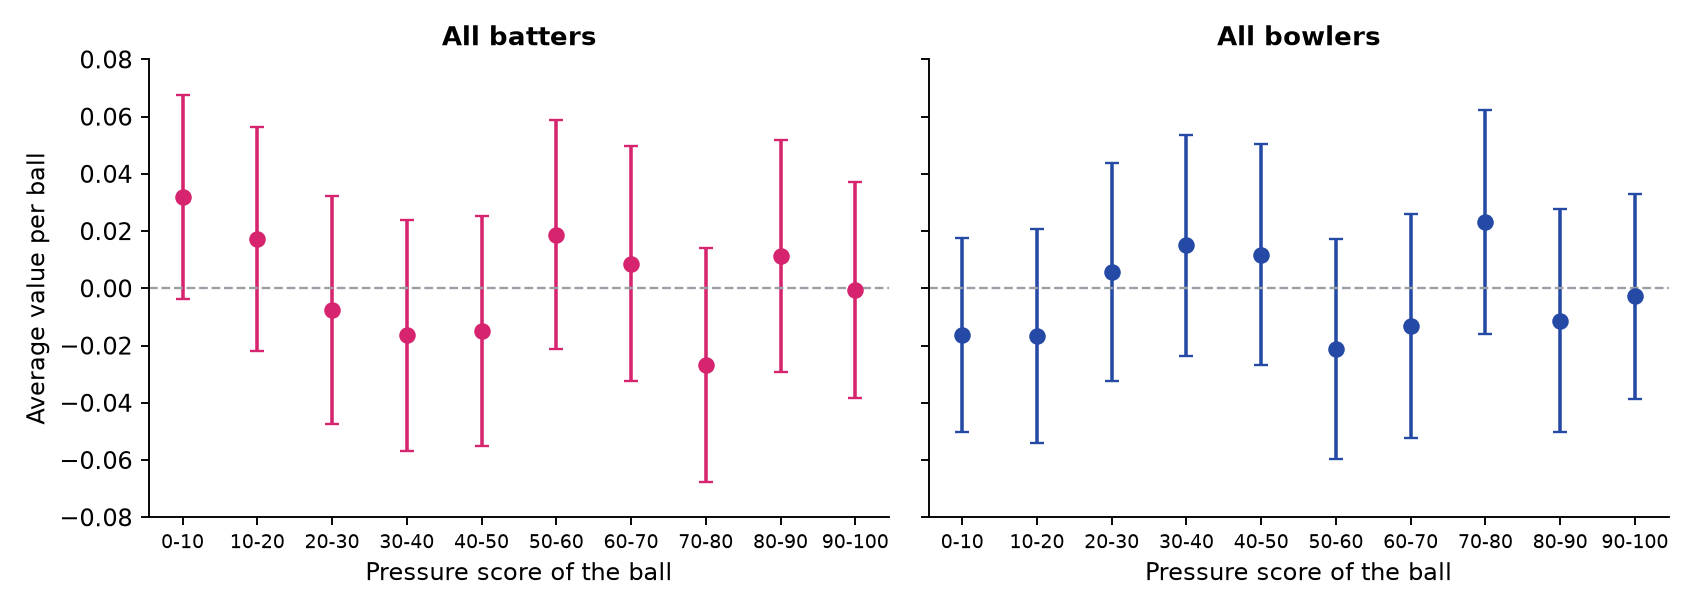 All batters
All bowlers
Average value per ball
0.08
0.06
0.04
0.02
0.00
−0.02
−0.04
−0.06
−0.08
0-10 10-20 20-30 30-40 40-50 50-60 60-70 70-80 80-90 90-100
Pressure score of the ball
0-10 10-20 20-30 30-40 40-50 50-60 60-70 70-80 80-90 90-100
Pressure score of the ball